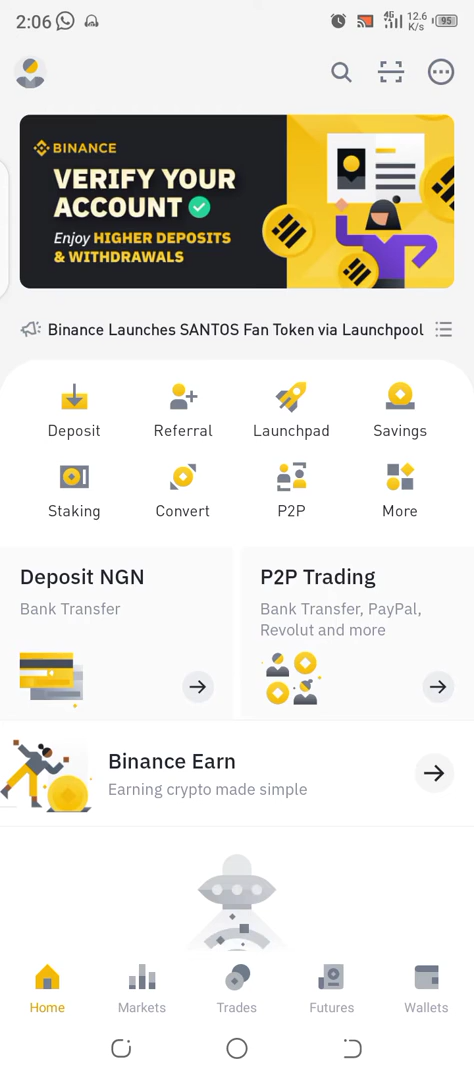 2:06
4G
12.6
K/s
95
BINANCE
VERIFY YOUR
ACCOUNT
Enjoy HIGHER DEPOSITS
& WITHDRAWALS
Binance Launches SANTOS Fan Token via Launchpool
Deposit Referral Launchpad Savings
Staking Convert P2P More
Deposit NGN
Bank Transfer
P2P Trading
Bank Transfer, PayPal,
Revolut and more
Binance Earn
Earning crypto made simple
Home Markets Trades Futures Wallets